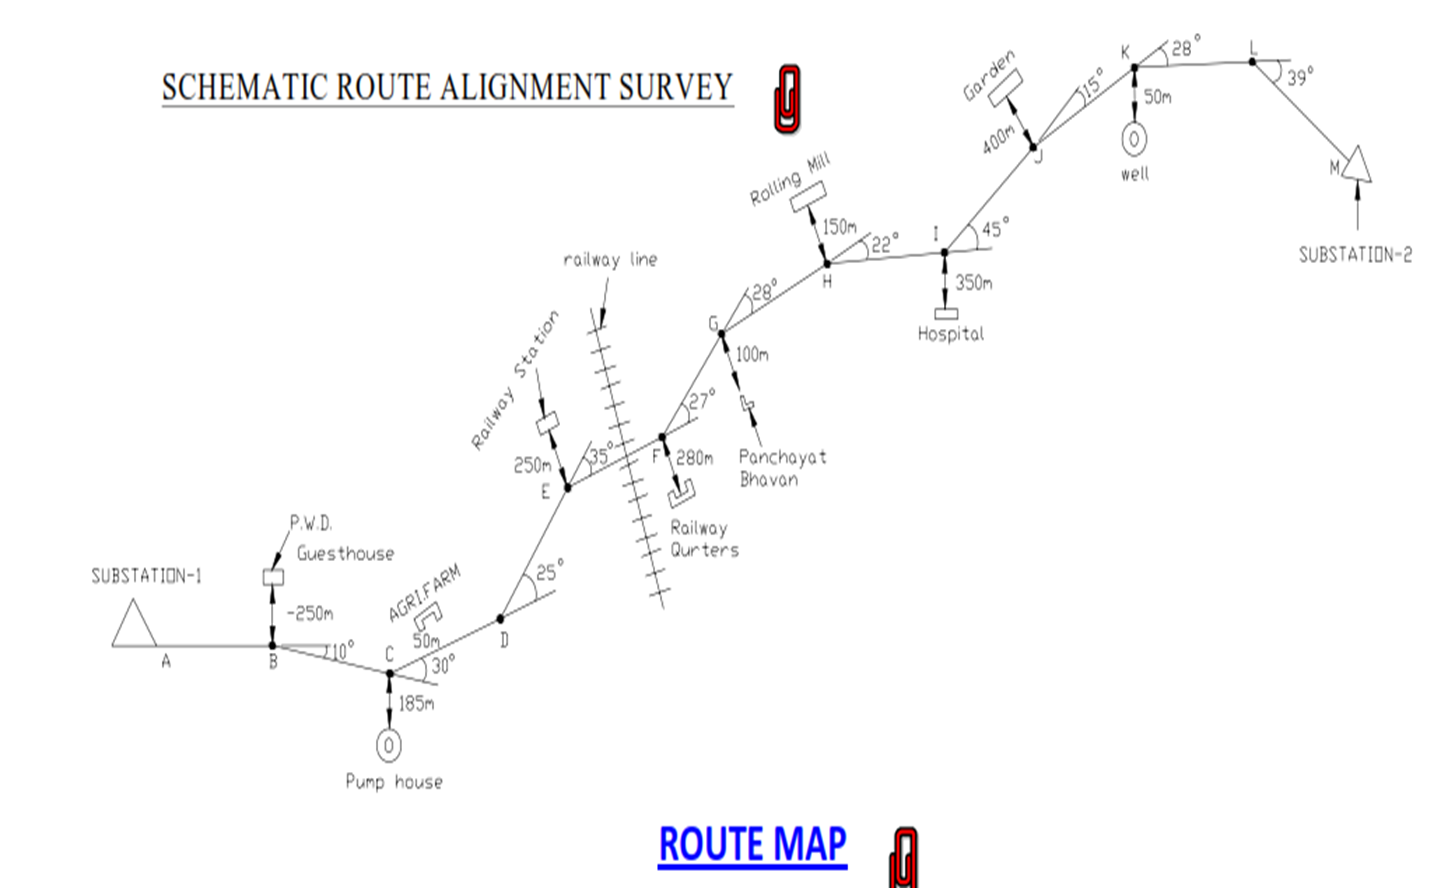 SCHEMATIC ROUTE ALIGNMENT SURVEY
SUBSTATION-1
A
P.W.D.
Guesthouse
-250m
B
10°
C
AGRI.FARM
50m
30°
185m
Pump house
D
25°
Railway Station
250m
E
35°
railway line
F
27°
280m
Railway
Qurters
G
28°
100m
Panchayat
Bhavan
Rolling Mill
150m
H
22°
I
45°
350m
Hospital
Garden
400m
J
15°
K
28°
50m
well
L
39°
M
SUBSTATION-2
ROUTE MAP